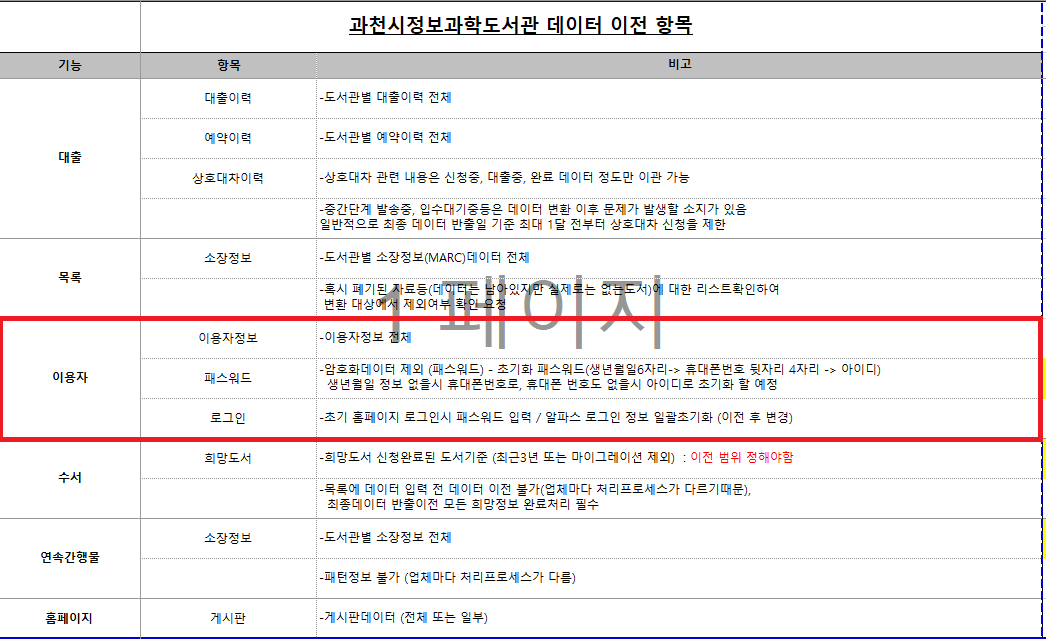 과천시정보과학도서관 데이터 이전 항목
기능 항목 비고
대출
대출이력 -도서관별 대출이력 전체
예약이력 -도서관별 예약이력 전체
상호대차이력 -상호대차 관련 내용은 신청중, 대출중, 완료 데이터 정도만 이관 가능
-중간단계 발송중, 입수대기중등은 데이터 변환 이후 문제가 발생할 소지가 있음
일반적으로 최종 데이터 반출일 기준 최대 1달 전부터 상호대차 신청을 제한
목록
소장정보 -도서관별 소장정보(MARC)데이터 전체
-혹시 폐기된 자료등(데이터는 남아있지만 실제로는 없는도서)에 대한 리스트확인하여
변환 대상에서 제외여부 확인 요청
1 페이지
이용자
이용자정보 -이용자정보 전체
패스워드 -암호화데이터 제외 (패스워드) - 초기화 패스워드(생년월일6자리-> 휴대폰번호 뒷자리 4자리 -> 아이디)
생년월일 정보 없을시 휴대폰번호로, 휴대폰 번호도 없을시 아이디로 초기화 할 예정
로그인 -초기 홈페이지 로그인시 패스워드 입력 / 알파스 로그인 정보 일괄초기화 (이전 후 변경)
수서
희망도서 -희망도서 신청완료된 도서기준 (최근3년 또는 마이그레이션 제외) : 이전 범위 정해야함
-목록에 데이터 입력 전 데이터 이전 불가(업체마다 처리프로세스가 다르기때문),
최종데이터 반출이전 모든 희망정보 완료처리 필수
연속간행물
소장정보 -도서관별 소장정보 전체
-패턴정보 불가 (업체마다 처리프로세스가 다름)
홈페이지 게시판 -게시판데이터 (전체 또는 일부)